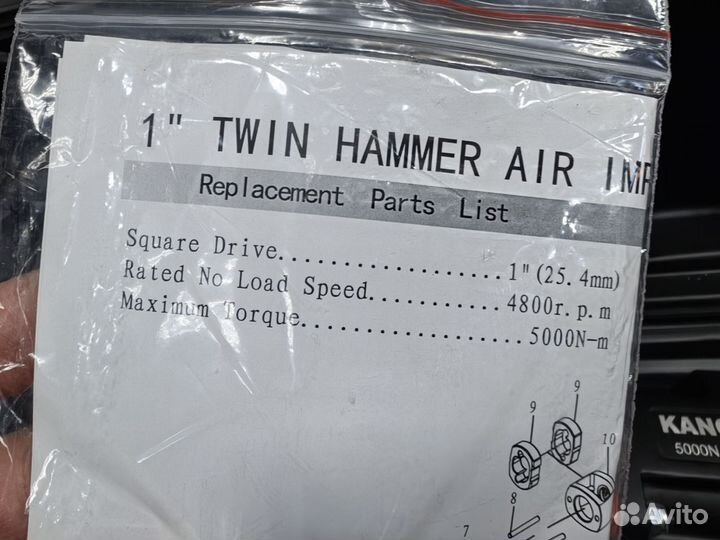 1" TWIN HAMMER AIR IMP
Replacement Parts List
Square Drive..................1"(25.4mm)
Rated No Load Speed............4800r.p.m
Maximum Torque....................5000N-m
9
9
10
8
7
KANG
5000N
Avito